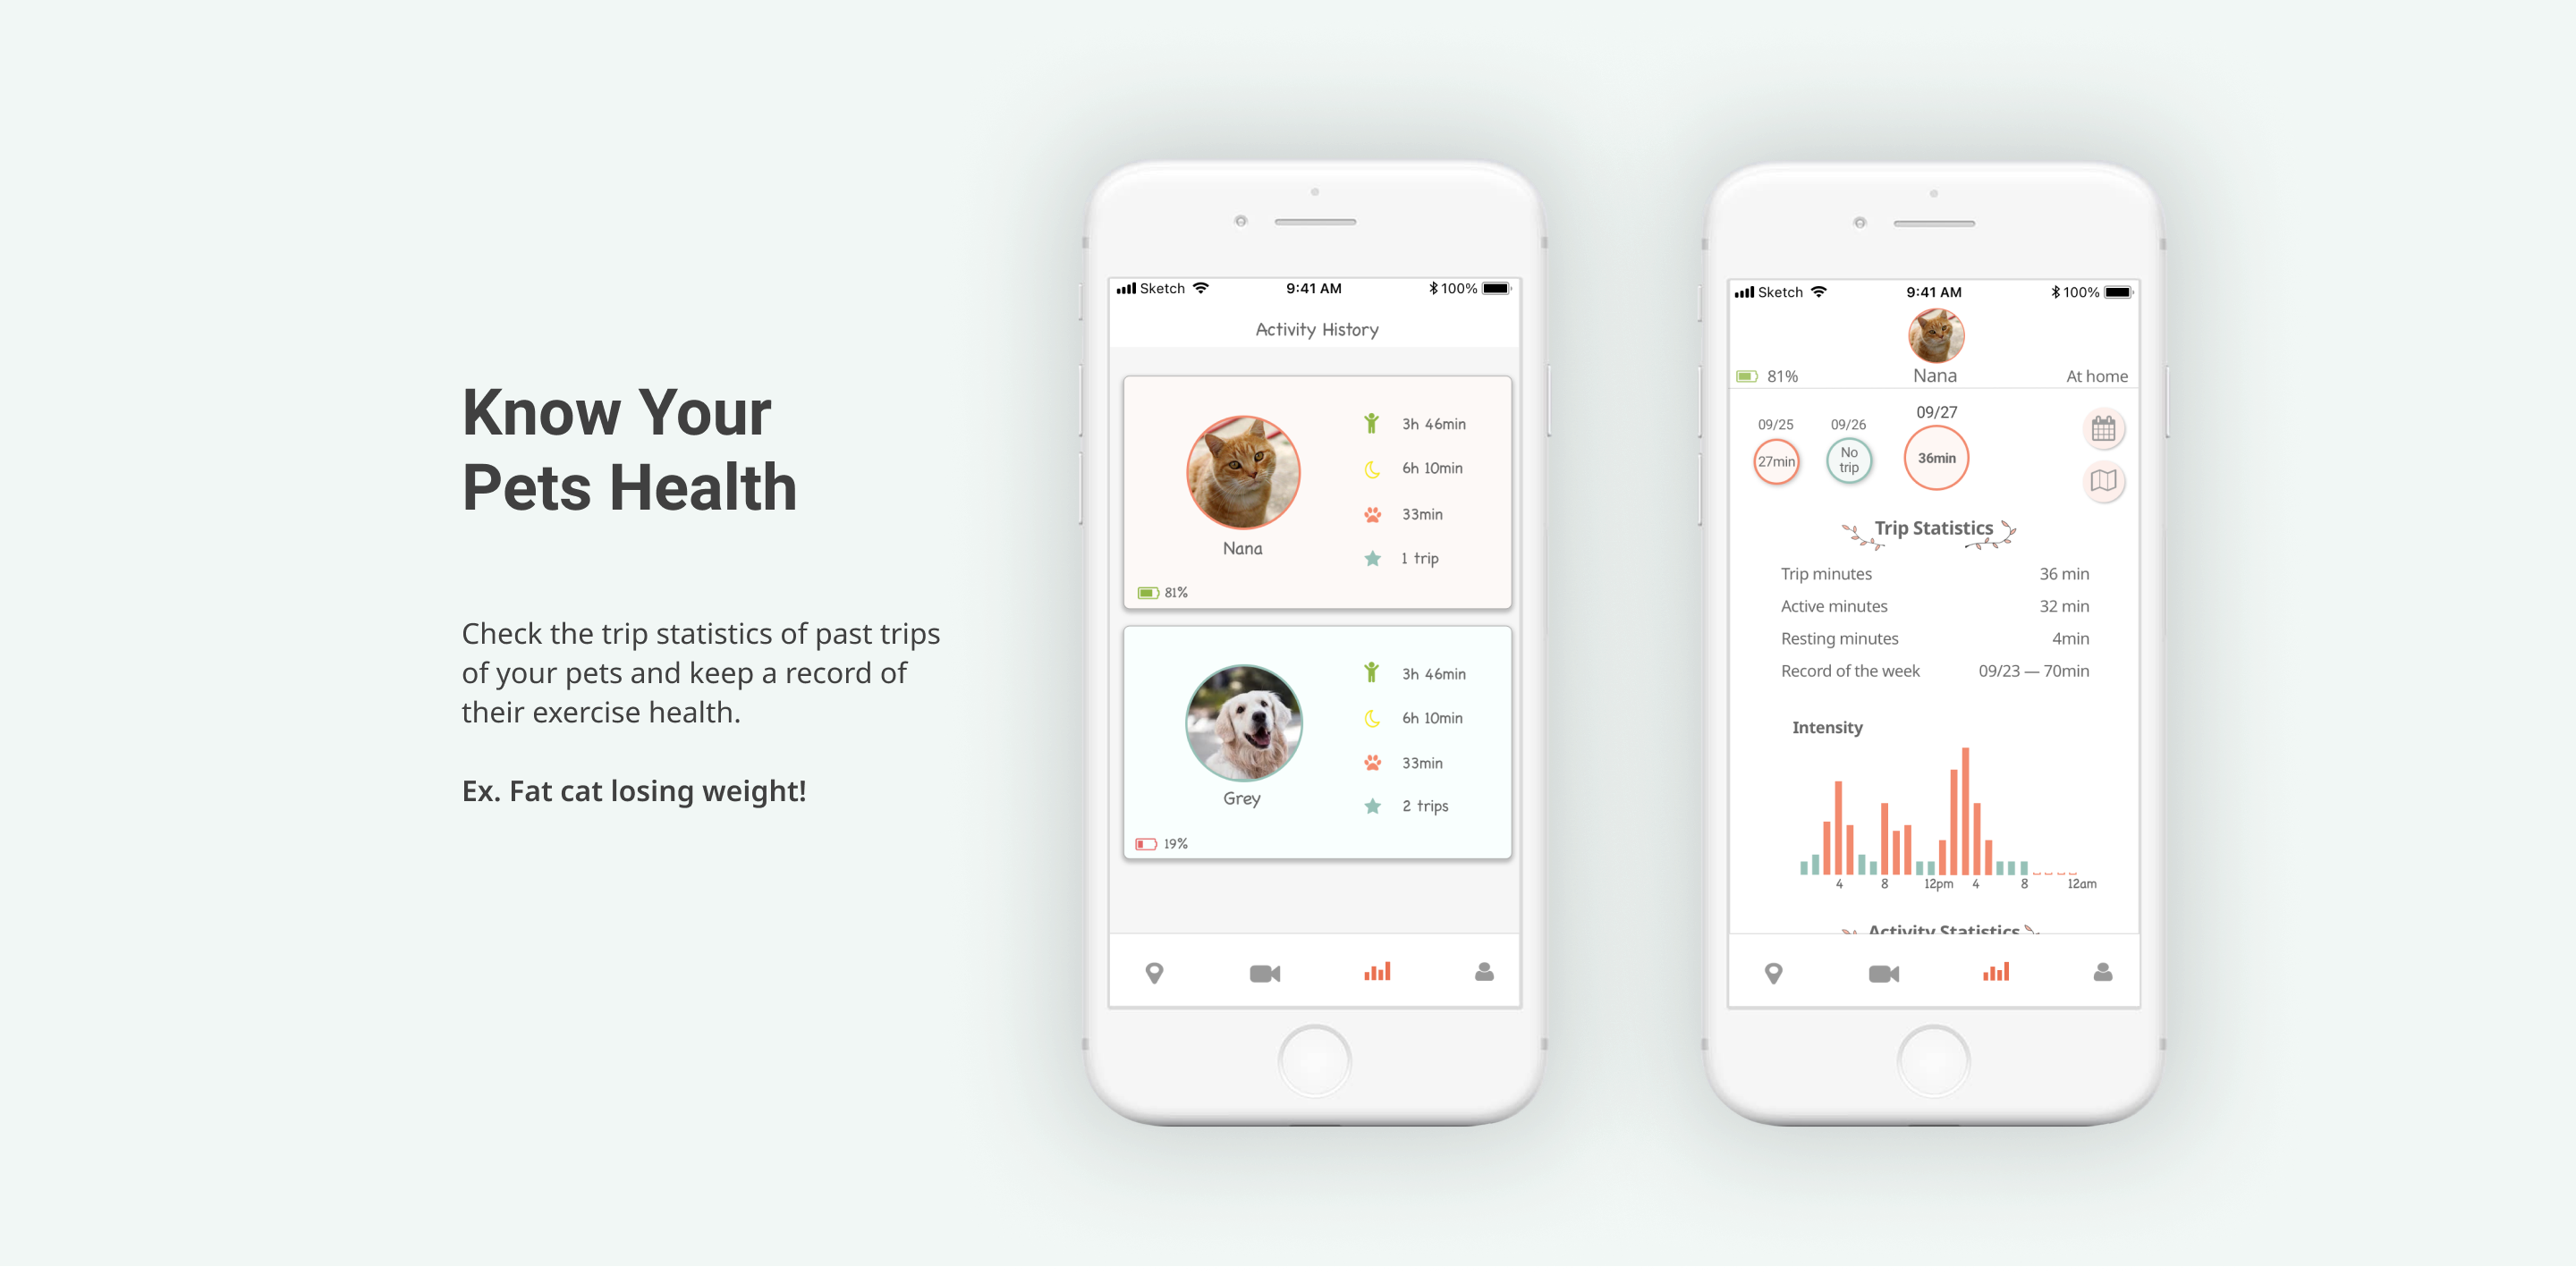 Know Your
Pets Health
Check the trip statistics of past trips
of your pets and keep a record of
their exercise health.
Ex. Fat cat losing weight!
Sketch 9:41 AM 100%
Activity History
3h 46min
6h 10min
33min
1 trip
Nana
81%
3h 46min
6h 10min
33min
2 trips
Grey
19%
Sketch 9:41 AM 100%
81% Nana At home
09/25 09/26 09/27
27min No trip 36min
Trip Statistics
Trip minutes 36 min
Active minutes 32 min
Resting minutes 4min
Record of the week 09/23 — 70min
Intensity
4 8 12pm 4 8 12am
Activity Statistics